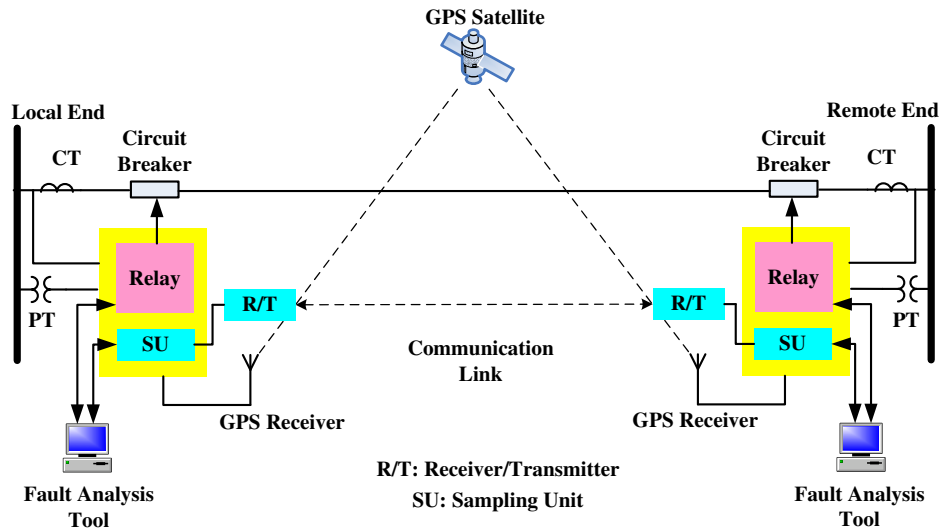 GPS Satellite
Local End
Remote End
CT
Circuit
Breaker
Circuit
Breaker
CT
Relay
Relay
PT
R/T
R/T
PT
SU
SU
Communication
Link
GPS Receiver
GPS Receiver
R/T: Receiver/Transmitter
SU: Sampling Unit
Fault Analysis
Tool
Fault Analysis
Tool